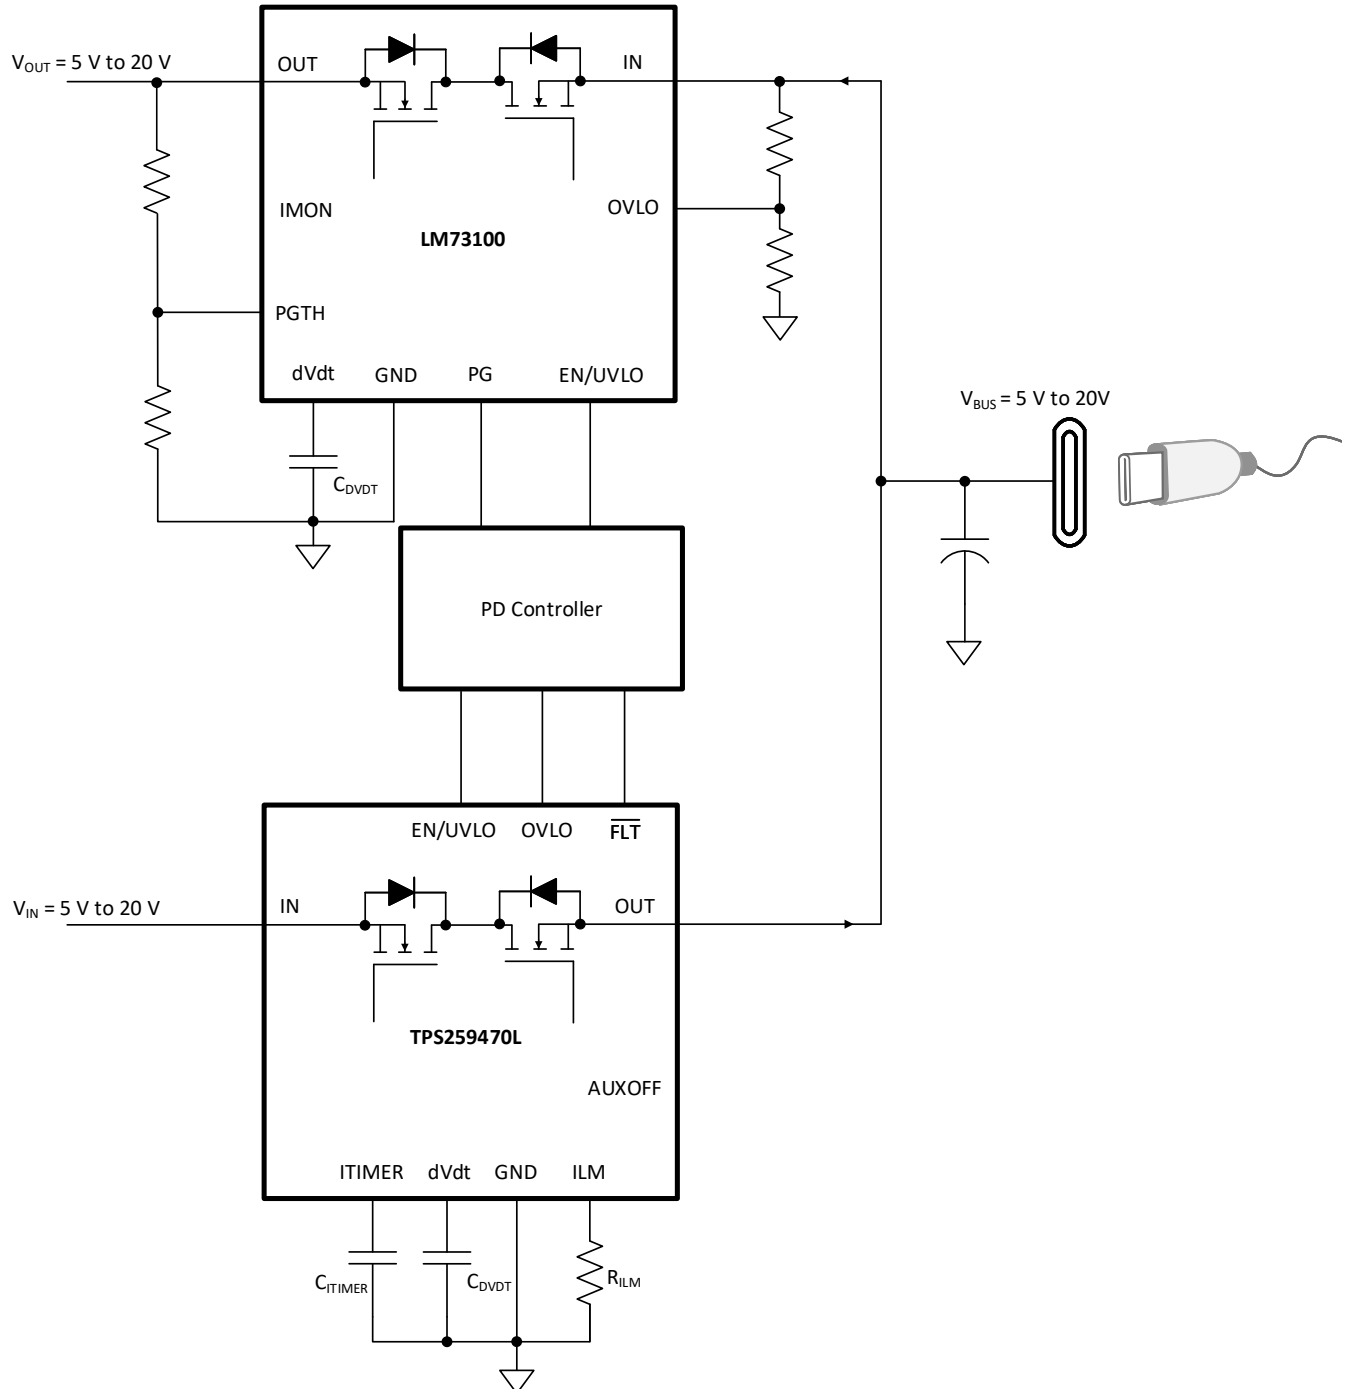 V_OUT = 5 V to 20 V
OUT
IN
IMON
OVLO
LM73100
PGTH
dVdt
GND
PG
EN/UVLO
C_DVDT
V_BUS = 5 V to 20V
PD Controller
EN/UVLO
OVLO
FLT
V_IN = 5 V to 20 V
IN
OUT
TPS259470L
AUXOFF
ITIMER
dVdt
GND
ILM
C_ITIMER
C_DVDT
R_ILM